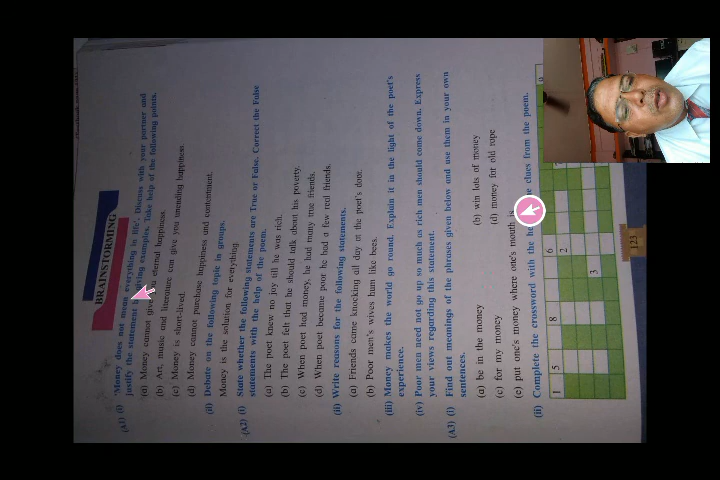 BRAINSTORMING
(A1) (i) 'Money does not mean everything in life'. Discuss with your partner and
justify the statement by giving examples. Take help of the following points.
(a) Money cannot give eternal happiness.
(b) Art, music and literature can give you unending happiness.
(c) Money is short-lived.
(d) Money cannot purchase happiness and contentment.
(ii) Debate on the following topic in groups.
Money is the solution for everything.
(A2) (i) State whether the following statements are True or False. Correct the False
statements with the help of the poem.
(a) The poet knew no joy till he was rich.
(b) The poet felt that he should talk about his poverty.
(c) When poet had money, he had many true friends.
(d) When poet became poor he had a few real friends.
(ii) Write reasons for the following statements.
(a) Friends came knocking all day at the poet's door.
(b) Poor men's wives hum like bees.
(iii) Money makes the world go round. Explain it in the light of the poet's
experience.
(iv) Poor men need not go up so much as rich men should come down. Express
your views regarding this statement.
(A3) (i) Find out meanings of the phrases given below and use them in your own
sentences.
(a) be in the money (b) win lots of money
(c) for my money (d) money for old rope
(e) put one's money where one's mouth is
(ii) Complete the crossword with the clues from the poem.
1 5 8 6
2
3
123